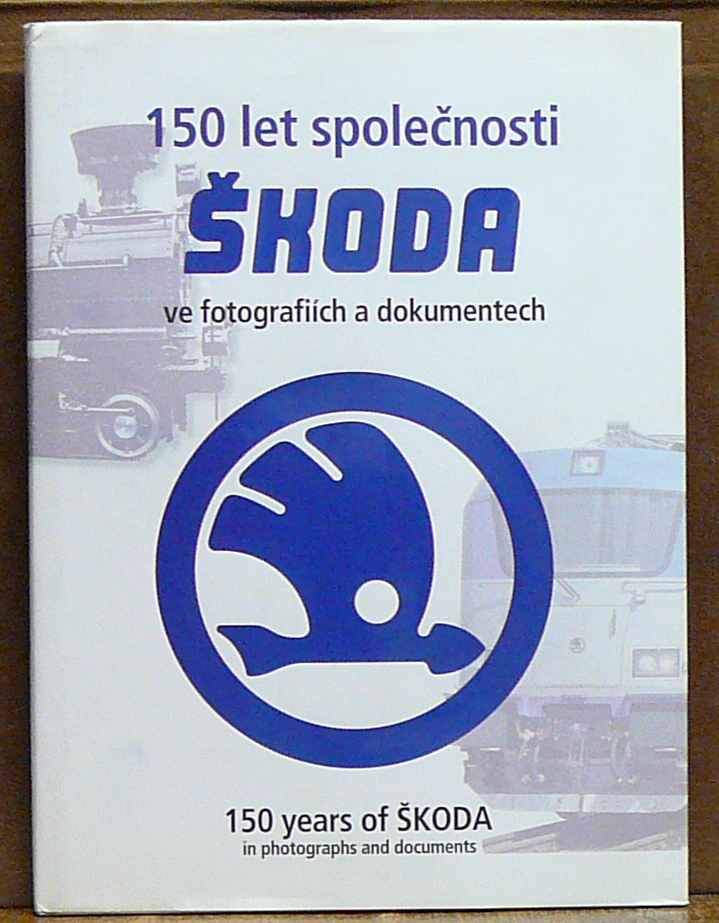 150 let společnosti
ŠKODA
ve fotografiích a dokumentech
150 years of ŠKODA
in photographs and documents